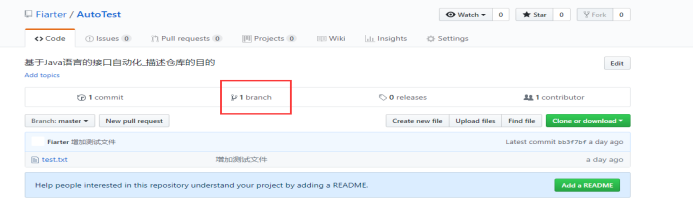 Fiarter / AutoTest
Watch 0 Star 0 Fork 0
Code Issues 0 Pull requests 0 Projects 0 Wiki Insights Settings
基于Java语言的接口自动化_描述仓库的目的
Edit
Add topics
1 commit 1 branch 0 releases 1 contributor
Branch: master New pull request Create new file Upload files Find file Clone or download
Fiarter 增加测试文件 Latest commit bb3f7bf a day ago
test.txt 增加测试文件 a day ago
Help people interested in this repository understand your project by adding a README. Add a README